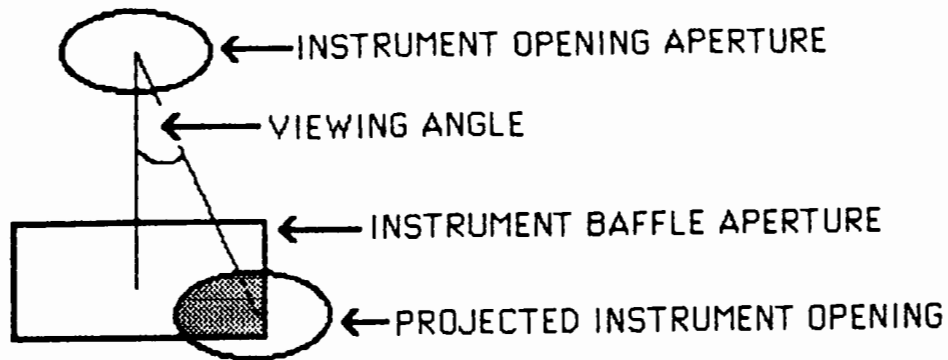 INSTRUMENT OPENING APERTURE
VIEWING ANGLE
INSTRUMENT BAFFLE APERTURE
PROJECTED INSTRUMENT OPENING